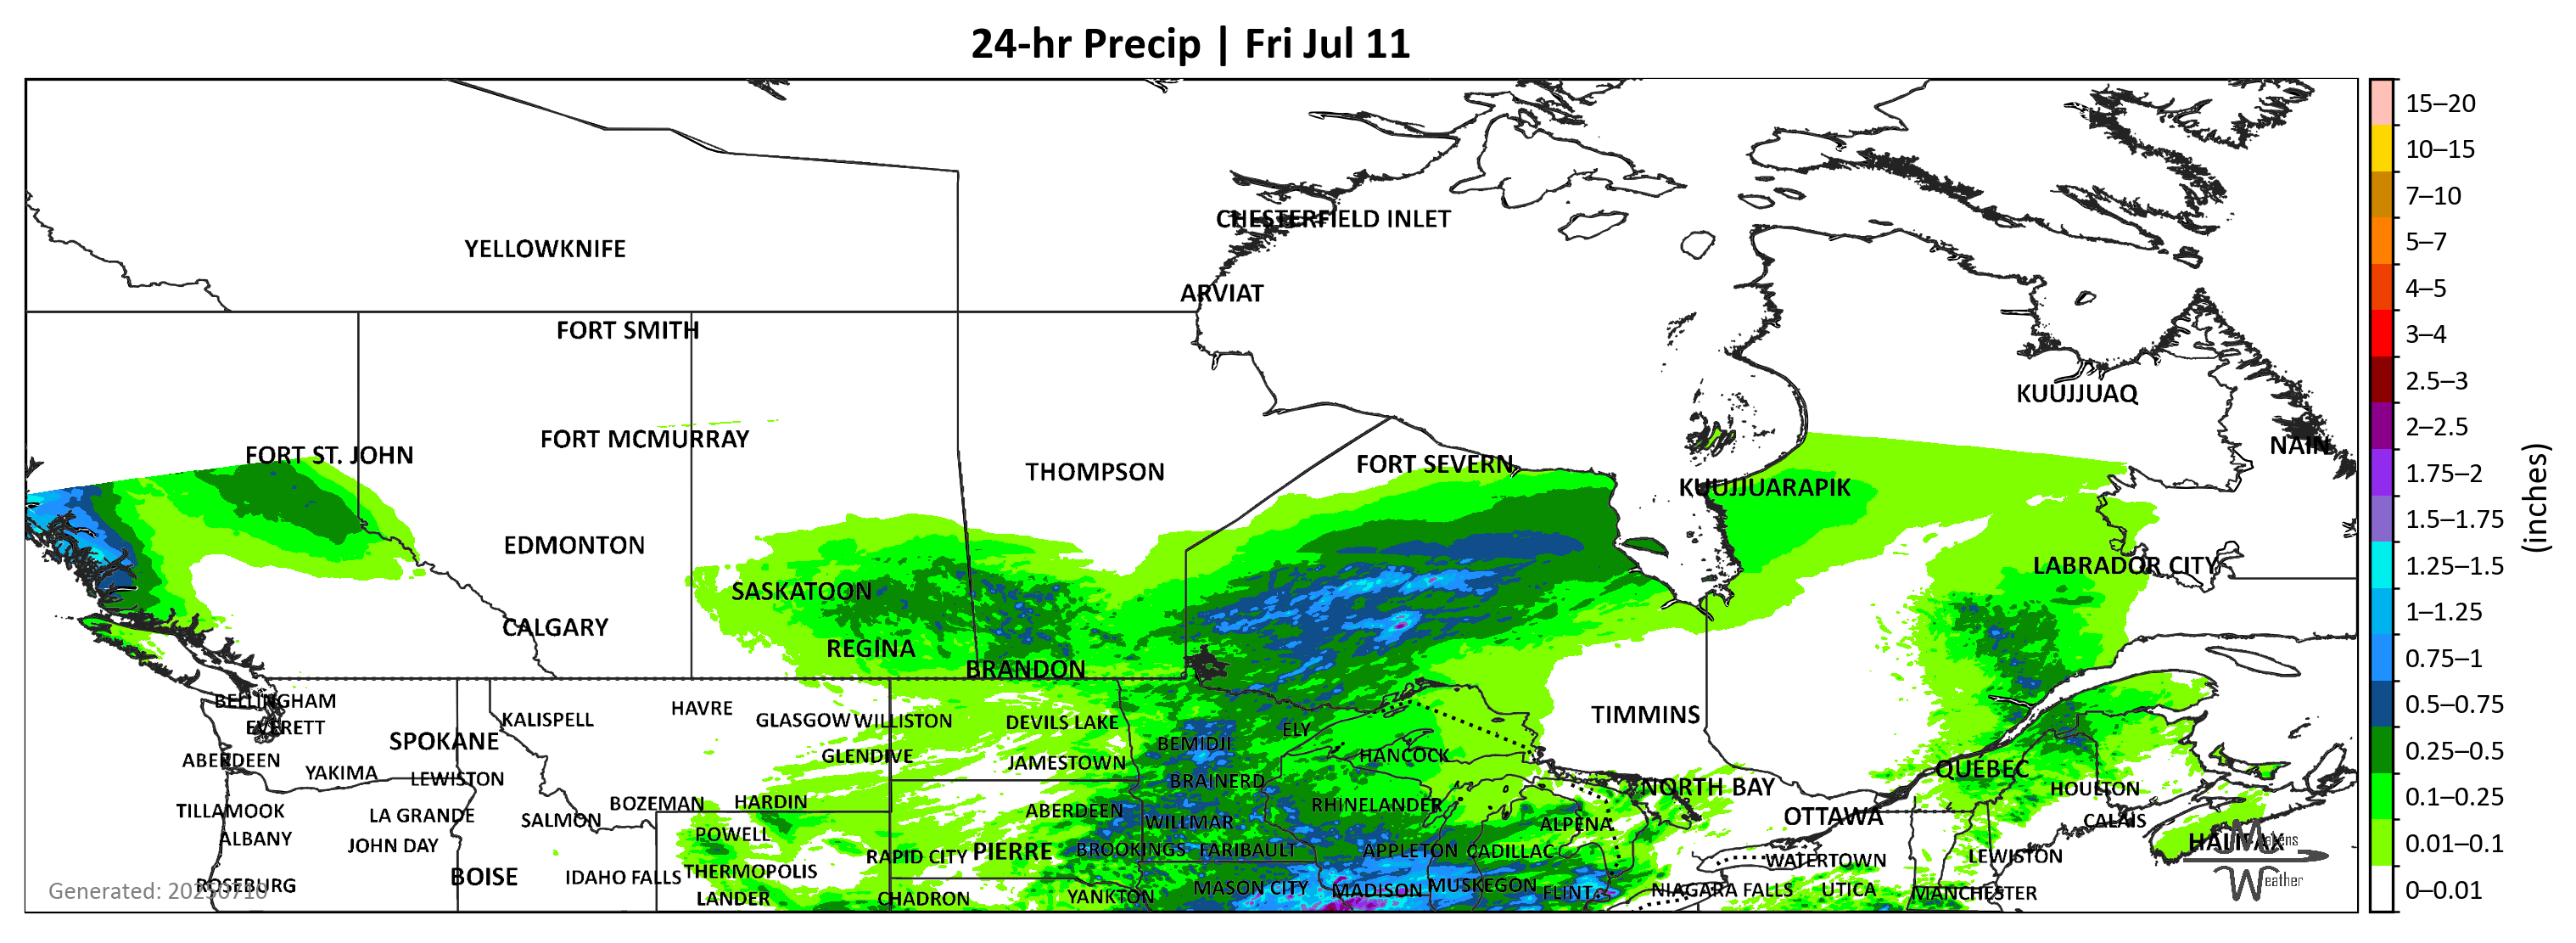 24-hr Precip | Fri Jul 11
CHESTERFIELD INLET
YELLOWKNIFE
ARVIAT
FORT SMITH
KUUJJUAQ
FORT MCMURRAY
NAIN
FORT ST. JOHN
THOMPSON
FORT SEVERN
KUUJJUARAPIK
EDMONTON
LABRADOR CITY
SASKATOON
CALGARY
REGINA
BRANDON
BELLINGHAM
HAVRE
KALISPELL
GLASGOW
WILLISTON
DEVILS LAKE
TIMMINS
EVERETT
ELY
SPOKANE
BEMIDJI
ABERDEEN
GLENDIVE
JAMESTOWN
HANCOCK
QUEBEC
YAKIMA
LEWISTON
BRAINERD
NORTH BAY
HOULTON
BOZEMAN
HARDIN
RHINELANDER
TILLAMOOK
LA GRANDE
SALMON
ABERDEEN
WILLMAR
ALPENA
OTTAWA
CALAIS
ALBANY
JOHN DAY
POWELL
RAPID CITY
PIERRE
BROOKINGS
FARIBAULT
APPLETON
CADILLAC
WATERTOWN
LEWISTON
HALIFAX
ROSEBURG
BOISE
IDAHO FALLS
THERMOPOLIS
LANDER
CHADRON
YANKTON
MASON CITY
MADISON
MUSKEGON
FLINT
NIAGARA FALLS
UTICA
MANCHESTER
Generated: 20250710
Weather
15–20
10–15
7–10
5–7
4–5
3–4
2.5–3
2–2.5
1.75–2
1.5–1.75
1.25–1.5
1–1.25
0.75–1
0.5–0.75
0.25–0.5
0.1–0.25
0.01–0.1
0–0.01
(inches)